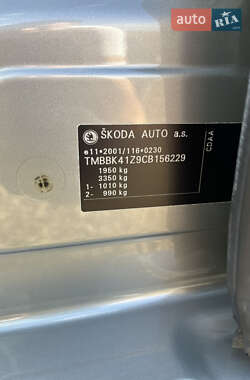 auto RIA
ŠKODA AUTO a.s.
e11*2001/116*0230
TMBBK41Z9CB156229
1950 kg
3350 kg
1- 1010 kg
2- 990 kg
CDAA